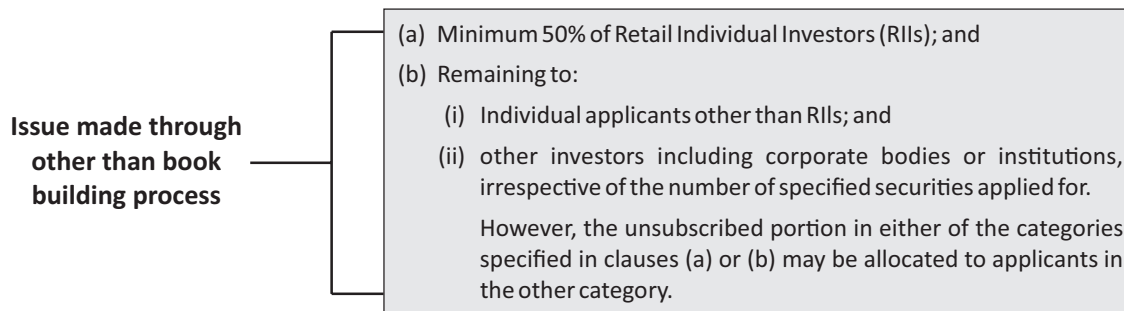 Issue made through
other than book
building process
(a) Minimum 50% of Retail Individual Investors (RIIs); and
(b) Remaining to:
(i) Individual applicants other than RIIs; and
(ii) other investors including corporate bodies or institutions,
irrespective of the number of specified securities applied for.
However, the unsubscribed portion in either of the categories
specified in clauses (a) or (b) may be allocated to applicants in
the other category.